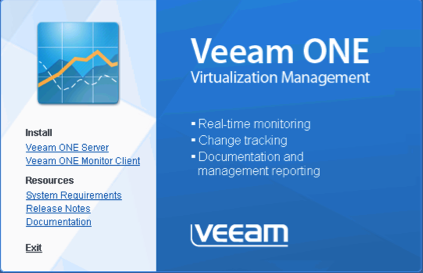 Veeam ONE
Virtualization Management
▪ Real-time monitoring
▪ Change tracking
▪ Documentation and
management reporting
Install
Veeam ONE Server
Veeam ONE Monitor Client
Resources
System Requirements
Release Notes
Documentation
Exit
veeam